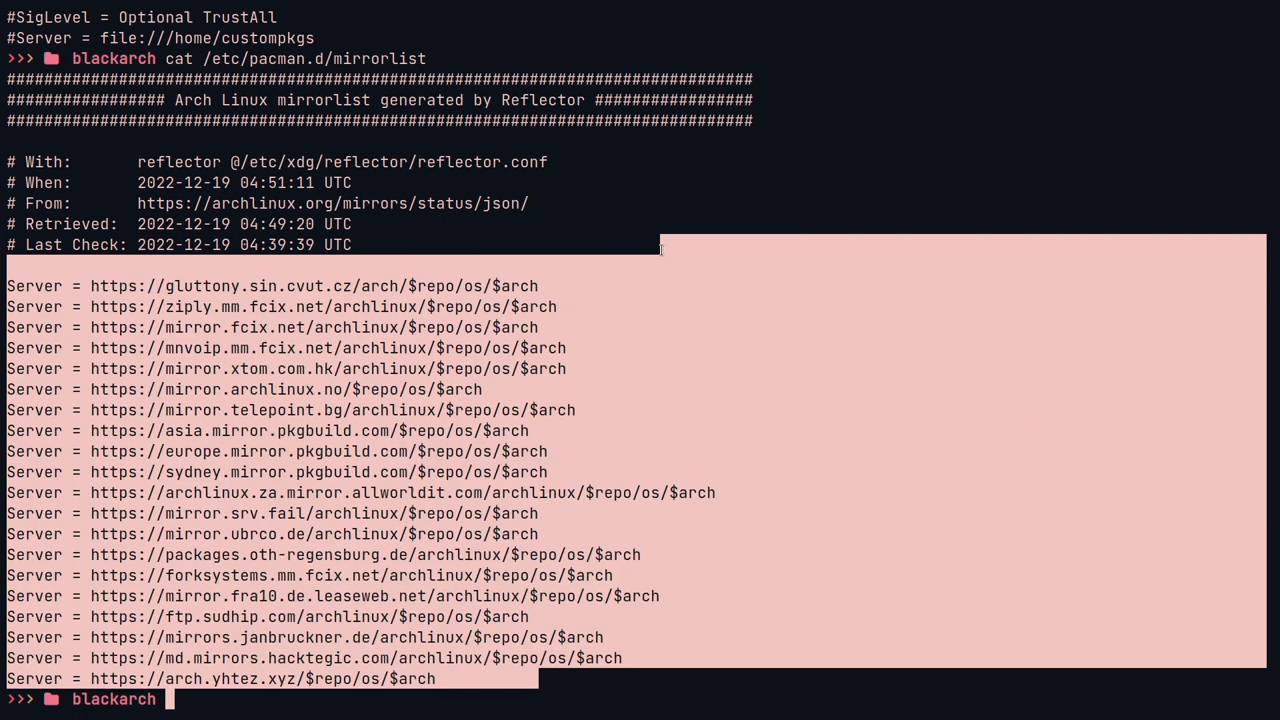 #SigLevel = Optional TrustAll
#Server = file:///home/custompkgs
>>> blackarch cat /etc/pacman.d/mirrorlist
################################################################################
################# Arch Linux mirrorlist generated by Reflector #################
################################################################################
# With:       reflector @/etc/xdg/reflector/reflector.conf
# When:       2022-12-19 04:51:11 UTC
# From:       https://archlinux.org/mirrors/status/json/
# Retrieved:  2022-12-19 04:49:20 UTC
# Last Check: 2022-12-19 04:39:39 UTC
Server = https://gluttony.sin.cvut.cz/arch/$repo/os/$arch
Server = https://ziply.mm.fcix.net/archlinux/$repo/os/$arch
Server = https://mirror.fcix.net/archlinux/$repo/os/$arch
Server = https://mnvoip.mm.fcix.net/archlinux/$repo/os/$arch
Server = https://mirror.xtom.com.hk/archlinux/$repo/os/$arch
Server = https://mirror.archlinux.no/$repo/os/$arch
Server = https://mirror.telepoint.bg/archlinux/$repo/os/$arch
Server = https://asia.mirror.pkgbuild.com/$repo/os/$arch
Server = https://europe.mirror.pkgbuild.com/$repo/os/$arch
Server = https://sydney.mirror.pkgbuild.com/$repo/os/$arch
Server = https://archlinux.za.mirror.allworldit.com/archlinux/$repo/os/$arch
Server = https://mirror.srv.fail/archlinux/$repo/os/$arch
Server = https://mirror.ubrco.de/archlinux/$repo/os/$arch
Server = https://packages.oth-regensburg.de/archlinux/$repo/os/$arch
Server = https://forksystems.mm.fcix.net/archlinux/$repo/os/$arch
Server = https://mirror.fra10.de.leaseweb.net/archlinux/$repo/os/$arch
Server = https://ftp.sudhip.com/archlinux/$repo/os/$arch
Server = https://mirrors.janbruckner.de/archlinux/$repo/os/$arch
Server = https://md.mirrors.hacktegic.com/archlinux/$repo/os/$arch
Server = https://arch.yhtez.xyz/$repo/os/$arch
>>> blackarch